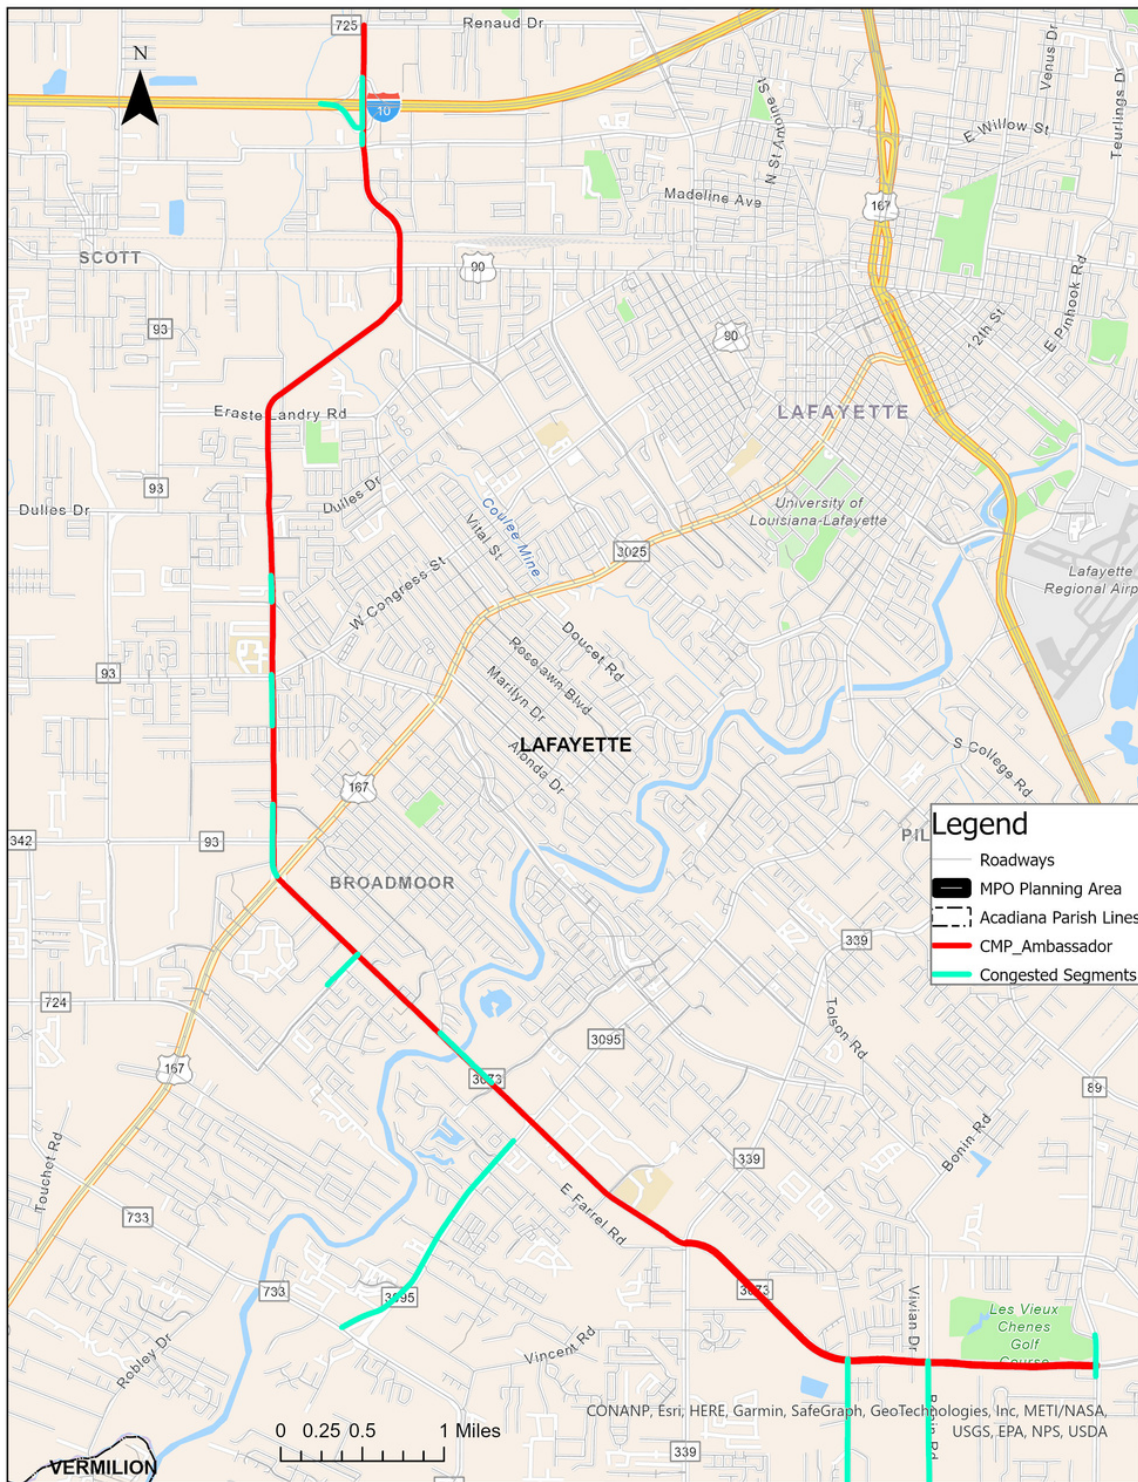 725
Renaud Dr
N
10
Venus Dr
Teurlings Dr
N St Antoine St
E Willow St
Madeline Ave
167
SCOTT
90
E Pinhook Rd
93
90
12th St
Eraste Landry Rd
LAFAYETTE
93
Dulles Dr
Dulles Dr
Coulee Mine
Vital St
University of
Louisiana-Lafayette
3025
Lafayette
Regional Airp
W Congress St
Doucet Rd
Roselawn Blvd
Marilyn Dr
93
LAFAYETTE
Alonda Dr
S College Rd
167
342
93
PIL
BROADMOOR
Legend
Roadways
MPO Planning Area
Acadiana Parish Lines
CMP_Ambassador
Congested Segments
339
724
Tolson Rd
3095
167
3073
89
Bonin Rd
Touchet Rd
339
E Farrel Rd
733
733
3095
3073
Vivian Dr
Les Vieux
Chenes
Golf
Course
Robley Dr
Vincent Rd
Bonin Rd
CONANP, Esri, HERE, Garmin, SafeGraph, GeoTechnologies, Inc, METI/NASA,
USGS, EPA, NPS, USDA
0 0.25 0.5 1 Miles
339
VERMILION